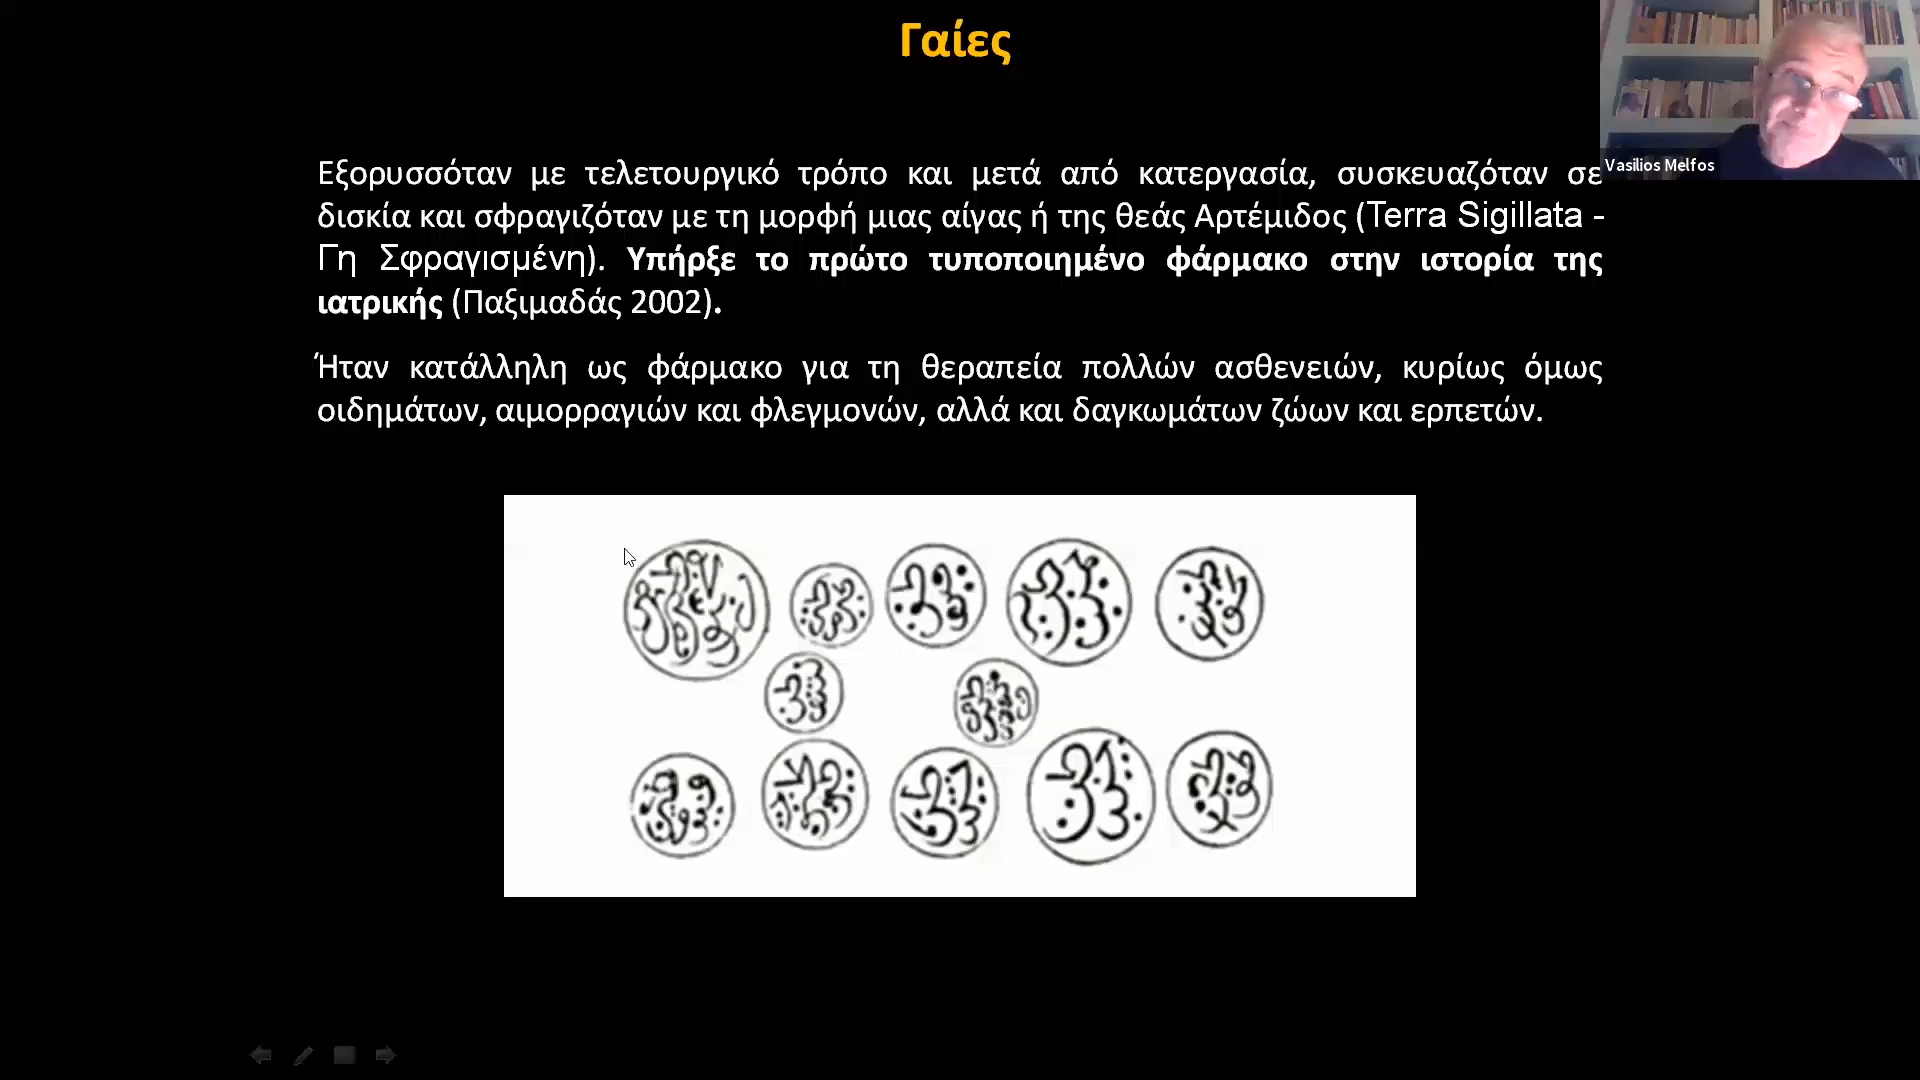 Γαίες
Εξορυσσόταν με τελετουργικό τρόπο και μετά από κατεργασία, συσκευαζόταν σε
δισκία και σφραγιζόταν με τη μορφή μιας αίγας ή της θεάς Αρτέμιδος (Terra Sigillata -
Γη Σφραγισμένη). Υπήρξε το πρώτο τυποποιημένο φάρμακο στην ιστορία της
ιατρικής (Παξιμαδάς 2002).
Ήταν κατάλληλη ως φάρμακο για τη θεραπεία πολλών ασθενειών, κυρίως όμως
οιδημάτων, αιμορραγιών και φλεγμονών, αλλά και δαγκωμάτων ζώων και ερπετών.
Vasilios Melfos